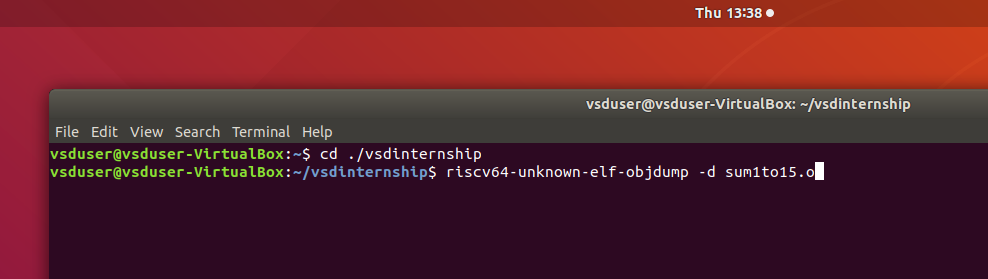 Thu 13:38
vsduser@vsduser-VirtualBox: ~/vsdinternship
File Edit View Search Terminal Help
vsduser@vsduser-VirtualBox:~$ cd ./vsdinternship
vsduser@vsduser-VirtualBox:~/vsdinternship$ riscv64-unknown-elf-objdump -d sum1to15.o